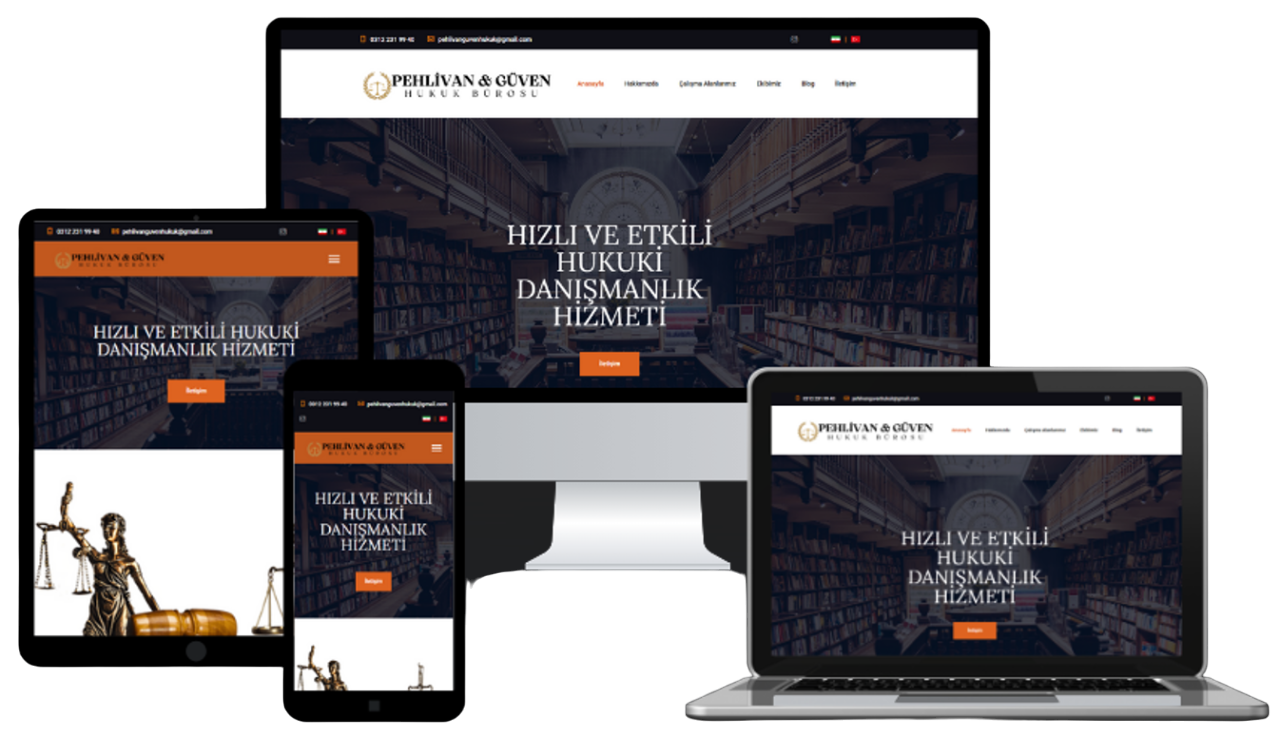 0312 231 99 40 pehlivanguvenhukuk@gmail.com
PEHLİVAN & GÜVEN
HUKUK BÜROSU
Anasayfa Hakkımızda Çalışma Alanlarımız Ekibimiz Blog İletişim
HIZLI VE ETKİLİ
HUKUKİ
DANIŞMANLIK
HİZMETİ
İletişim
0312 231 99 40 pehlivanguvenhukuk@gmail.com
PEHLİVAN & GÜVEN
HUKUK BÜROSU
HIZLI VE ETKİLİ HUKUKİ
DANIŞMANLIK HİZMETİ
İletişim
0312 231 99 40 pehlivanguvenhukuk@gmail.com
PEHLİVAN & GÜVEN
HUKUK BÜROSU
HIZLI VE ETKİLİ
HUKUKİ
DANIŞMANLIK
HİZMETİ
İletişim
0312 231 99 40 pehlivanguvenhukuk@gmail.com
PEHLİVAN & GÜVEN
HUKUK BÜROSU
Anasayfa Hakkımızda Çalışma Alanlarımız Ekibimiz Blog İletişim
HIZLI VE ETKİLİ
HUKUKİ
DANIŞMANLIK
HİZMETİ
İletişim